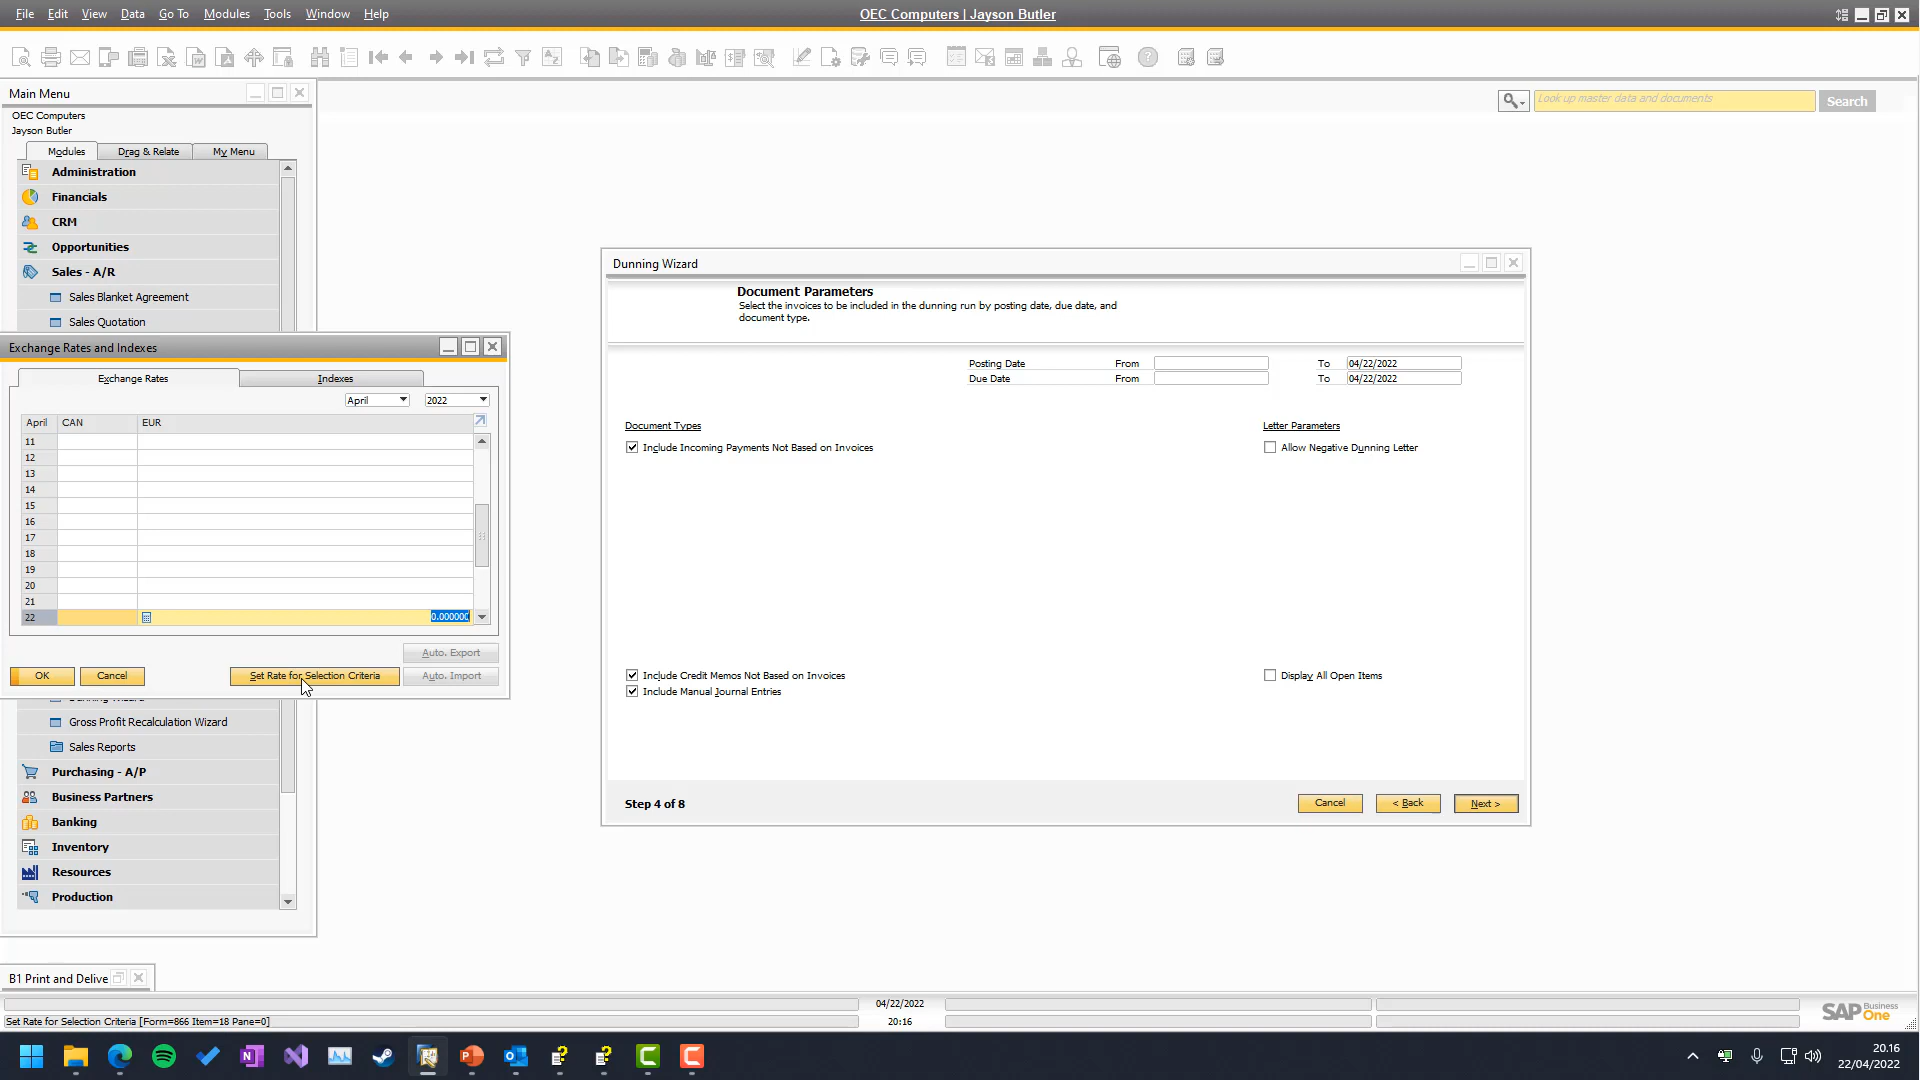 File Edit View Data Go To Modules Tools Window Help
OEC Computers | Jayson Butler
Main Menu
OEC Computers
Jayson Butler
Modules Drag & Relate My Menu
Administration
Financials
CRM
Opportunities
Sales - A/R
Sales Blanket Agreement
Sales Quotation
Look up master data and documents
Search
Exchange Rates and Indexes
Exchange Rates Indexes
April 2022
April CAN EUR
11
12
13
14
15
16
17
18
19
20
21
22 0.000000
Auto. Export
OK Cancel Set Rate for Selection Criteria Auto. Import
Gross Profit Recalculation Wizard
Sales Reports
Purchasing - A/P
Business Partners
Banking
Inventory
Resources
Production
Dunning Wizard
Document Parameters
Select the invoices to be included in the dunning run by posting date, due date, and
document type.
Posting Date From To 04/22/2022
Due Date From To 04/22/2022
Document Types
Include Incoming Payments Not Based on Invoices
Letter Parameters
Allow Negative Dunning Letter
Include Credit Memos Not Based on Invoices
Include Manual Journal Entries
Display All Open Items
Step 4 of 8
Cancel < Back Next >
B1 Print and Delive
04/22/2022
Set Rate for Selection Criteria [Form=866 Item=18 Pane=0]
20:16
SAP Business One
20.16
22/04/2022